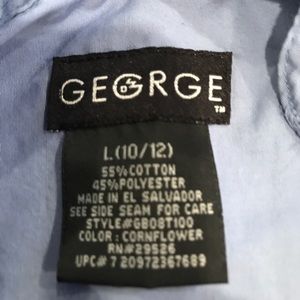 GEORGE
TM
L(10/12)
55%COTTON
45%POLYESTER
MADE IN EL SALVADOR
SEE SIDE SEAM FOR CARE
STYLE#GB08T100
COLOR : CORNFLOWER
RN#29526
UPC# 7 20972367689